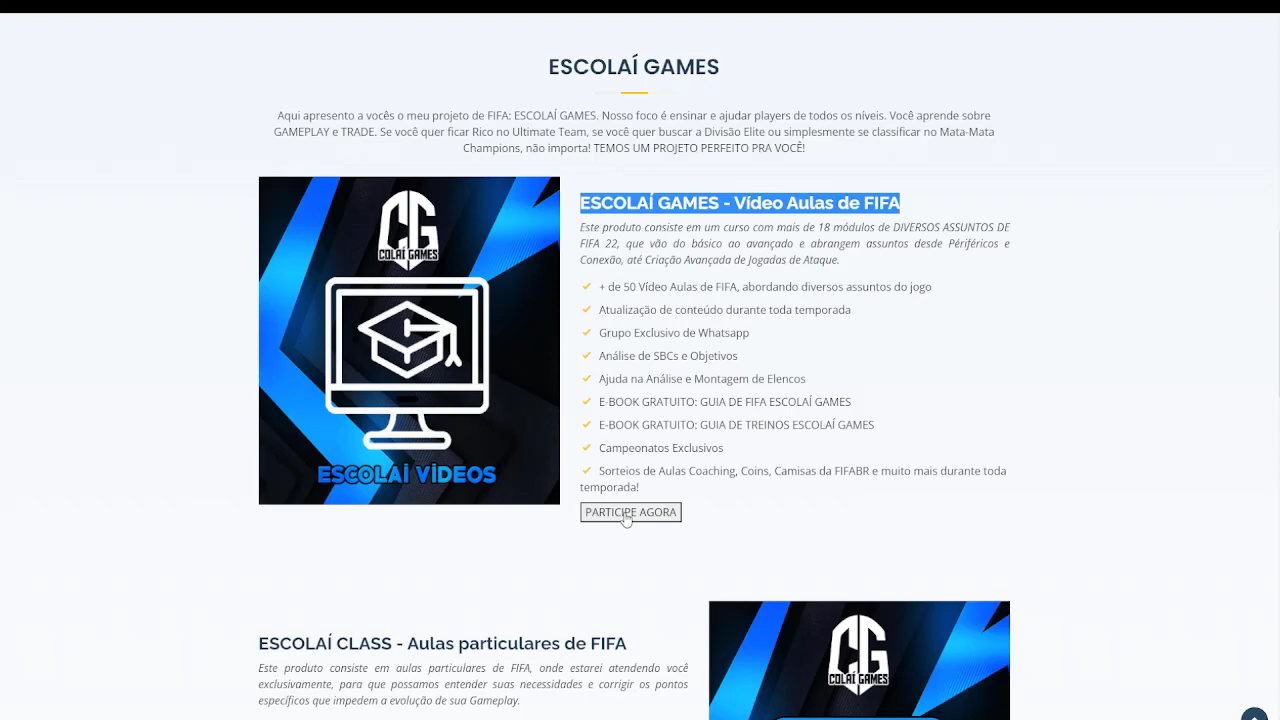 ESCOLAÍ GAMES
Aqui apresento a vocês o meu projeto de FIFA: ESCOLAÍ GAMES. Nosso foco é ensinar e ajudar players de todos os níveis. Você aprende sobre
GAMEPLAY e TRADE. Se você quer ficar Rico no Ultimate Team, se você quer buscar a Divisão Elite ou simplesmente se classificar no Mata-Mata
Champions, não importa! TEMOS UM PROJETO PERFEITO PRA VOCÊ!
CG
COLAÍ GAMES
ESCOLAÍ VÍDEOS
ESCOLAÍ GAMES - Vídeo Aulas de FIFA
Este produto consiste em um curso com mais de 18 módulos de DIVERSOS ASSUNTOS DE
FIFA 22, que vão do básico ao avançado e abrangem assuntos desde Périféricos e
Conexão, até Criação Avançada de Jogadas de Ataque.
+ de 50 Vídeo Aulas de FIFA, abordando diversos assuntos do jogo
Atualização de conteúdo durante toda temporada
Grupo Exclusivo de Whatsapp
Análise de SBCs e Objetivos
Ajuda na Análise e Montagem de Elencos
E-BOOK GRATUITO: GUIA DE FIFA ESCOLAÍ GAMES
E-BOOK GRATUITO: GUIA DE TREINOS ESCOLAÍ GAMES
Campeonatos Exclusivos
Sorteios de Aulas Coaching, Coins, Camisas da FIFABR e muito mais durante toda
temporada!
PARTICIPE AGORA
ESCOLAÍ CLASS - Aulas particulares de FIFA
Este produto consiste em aulas particulares de FIFA, onde estarei atendendo você
exclusivamente, para que possamos entender suas necessidades e corrigir os pontos
específicos que impedem a evolução de sua Gameplay.
CG
COLAÍ GAMES